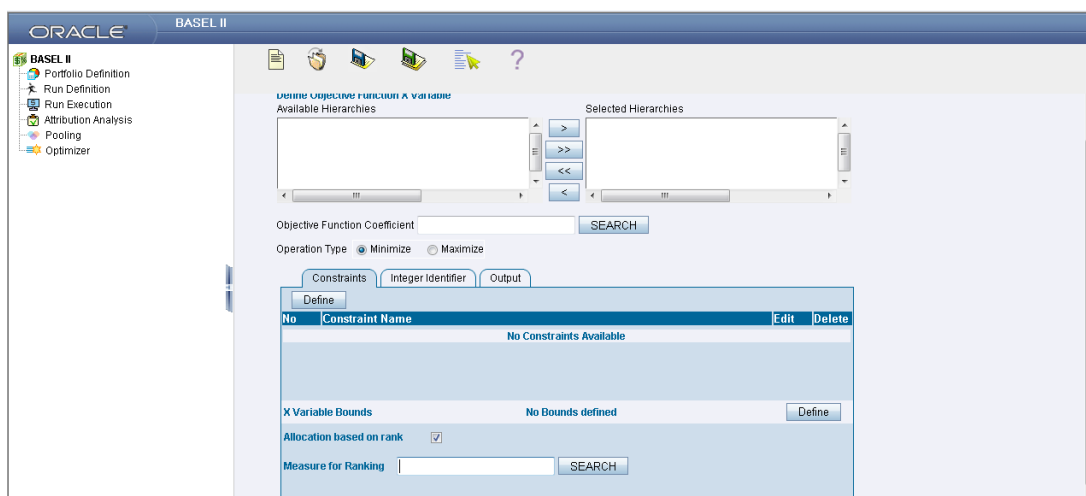 ORACLE
BASEL II
BASEL II
Portfolio Definition
Run Definition
Run Execution
Attribution Analysis
Pooling
Optimizer
?
Define Objective Function X Variable
Available Hierarchies
Selected Hierarchies
>
>>
<<
<
Objective Function Coefficient
SEARCH
Operation Type Minimize Maximize
Constraints Integer Identifier Output
Define
No Constraint Name Edit Delete
No Constraints Available
X Variable Bounds No Bounds defined Define
Allocation based on rank
Measure for Ranking SEARCH